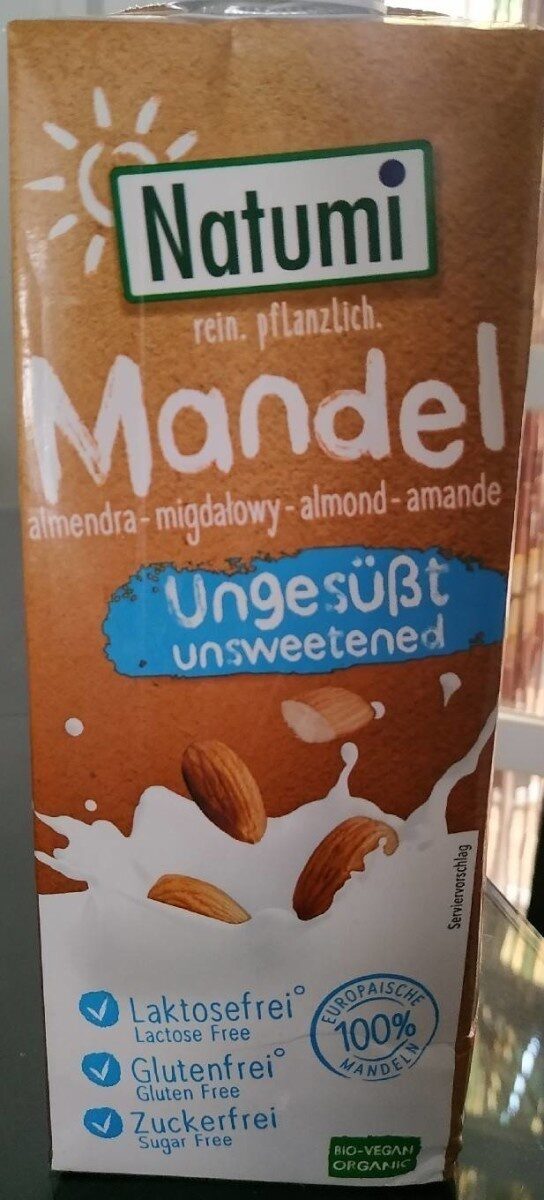 Natumi
rein. pflanzlich.
Mandel
almendra - migdałowy - almond - amande
Ungesüßt
unsweetened
Serviervorschlag
Laktosefrei°
Lactose Free
Glutenfrei°
Gluten Free
Zuckerfrei
Sugar Free
EUROPAISCHE
100%
MANDELN
BIO-VEGAN
ORGANIC